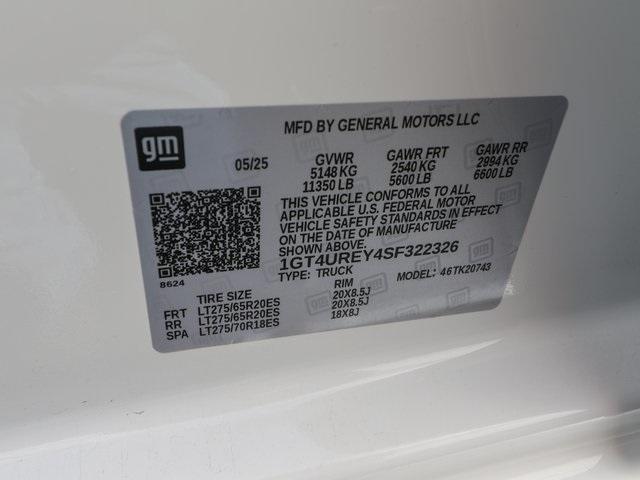 gm
MFD BY GENERAL MOTORS LLC
05/25
GVWR GAWR FRT GAWR RR
5148 KG 2540 KG 2994 KG
11350 LB 5600 LB 6600 LB
THIS VEHICLE CONFORMS TO ALL
APPLICABLE U.S. FEDERAL MOTOR
VEHICLE SAFETY STANDARDS IN EFFECT
ON THE DATE OF MANUFACTURE
SHOWN ABOVE.
1GT4UREY4SF322326
8624
TYPE: TRUCK MODEL: 46TK20743
TIRE SIZE RIM
FRT LT275/65R20ES 20X8.5J
RR LT275/65R20ES 20X8.5J
SPA LT275/70R18ES 18X8J